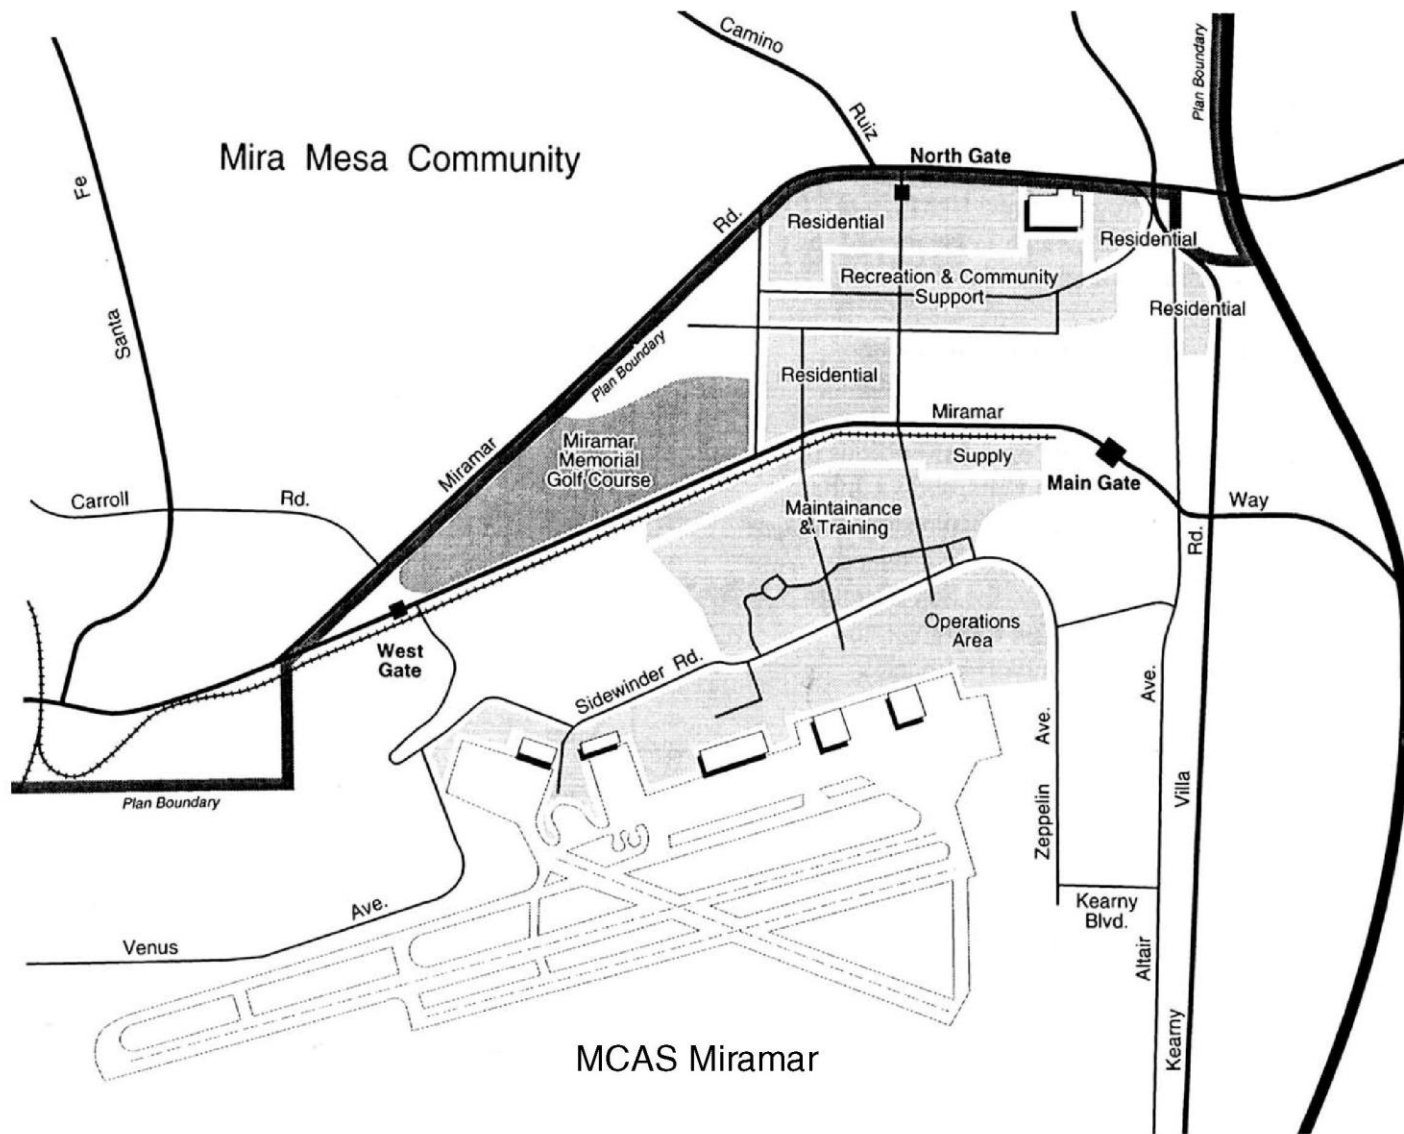 Camino
Ruiz
Plan Boundary
Mira Mesa Community
North Gate
Fe
Santa
Rd.
Residential
Residential
Recreation & Community
Support
Residential
Plan Boundary
Residential
Miramar
Miramar
Miramar
Memorial
Golf Course
Supply
Main Gate
Way
Carroll
Rd.
Maintainance
& Training
Rd.
West
Gate
Operations
Area
Sidewinder Rd.
Ave.
Ave.
Plan Boundary
Zeppelin
Villa
Ave.
Venus
Kearny
Blvd.
Altair
Kearny
MCAS Miramar